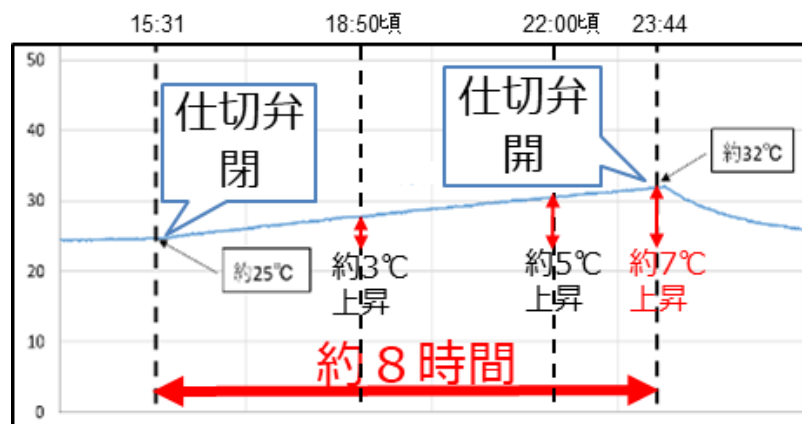 15:31
18:50頃
22:00頃
23:44
50
40
30
20
10
0
仕切弁
閉
仕切弁
開
約25℃
約32℃
約3℃
上昇
約5℃
上昇
約7℃
上昇
約８時間